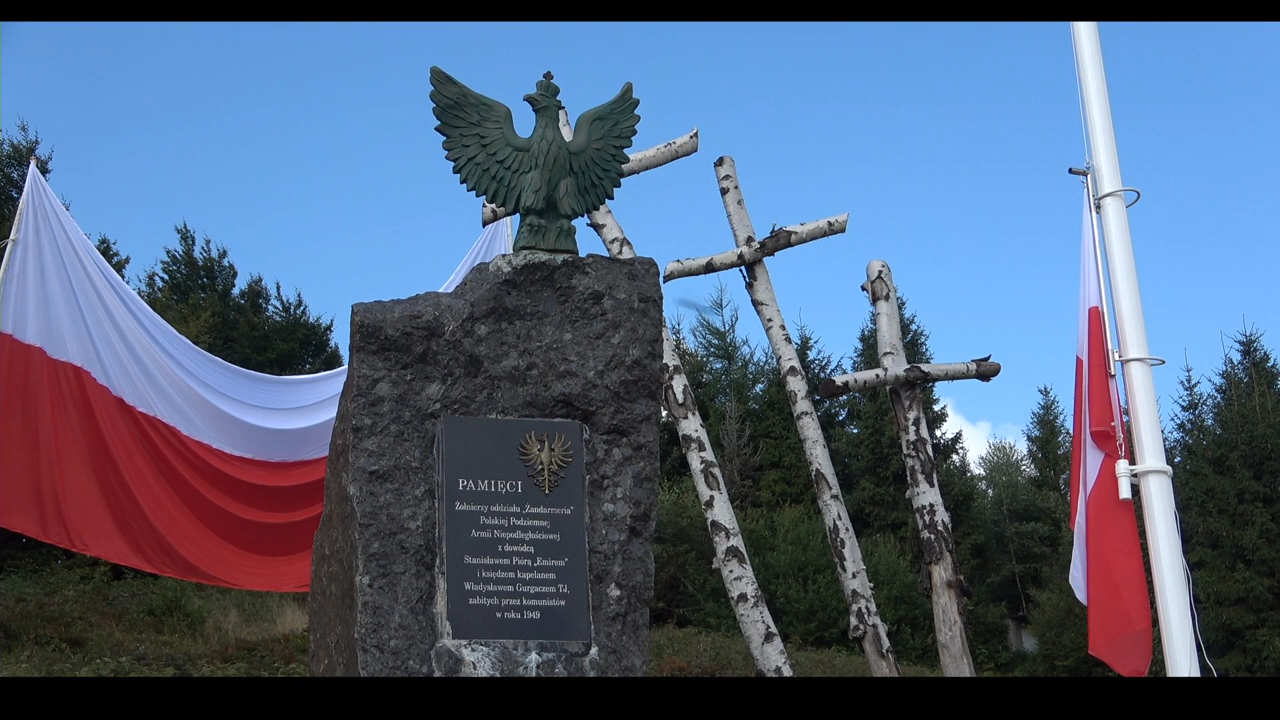 PAMIĘCI
Żołnierzy oddziału „Żandarmeria"
Polskiej Podziemnej
Armii Niepodległościowej
z dowódcą
Stanisławem Piórą „Emirem"
i księdzem kapelanem
Władysławem Gurgaczem TJ,
zabitych przez komunistów
w roku 1949